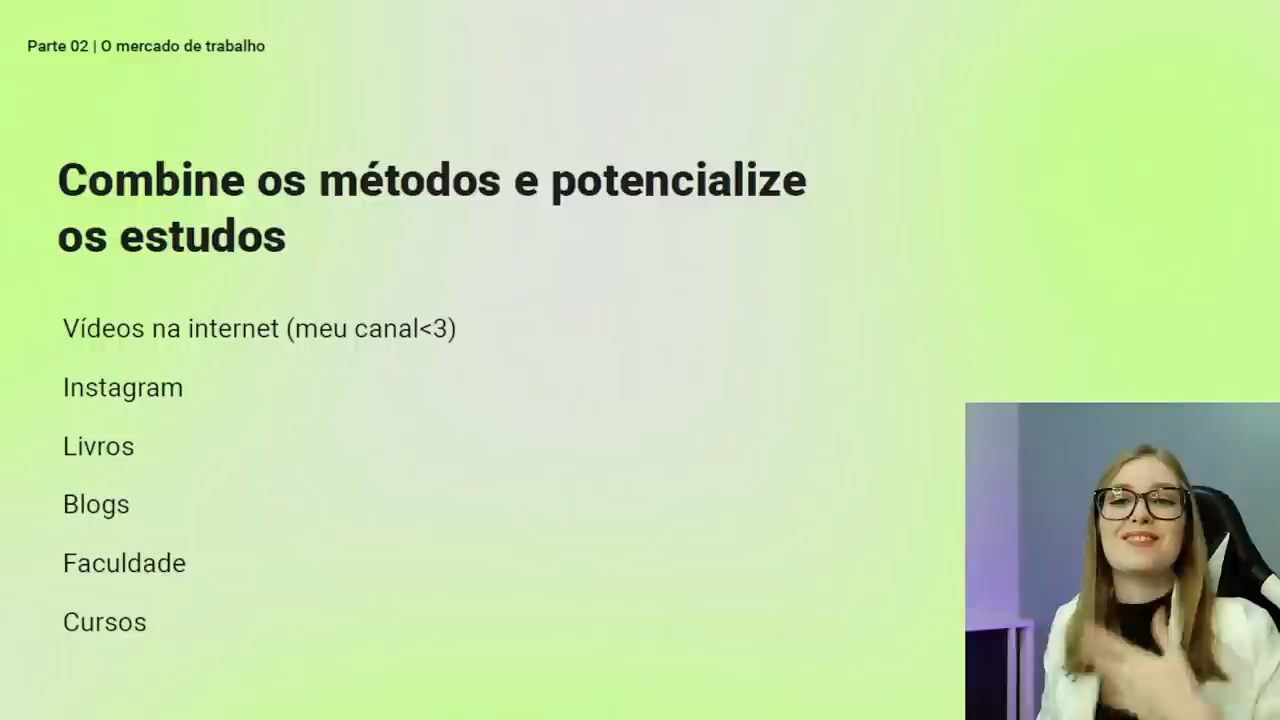 Parte 02 | O mercado de trabalho
Combine os métodos e potencialize
os estudos
Vídeos na internet (meu canal<3)
Instagram
Livros
Blogs
Faculdade
Cursos